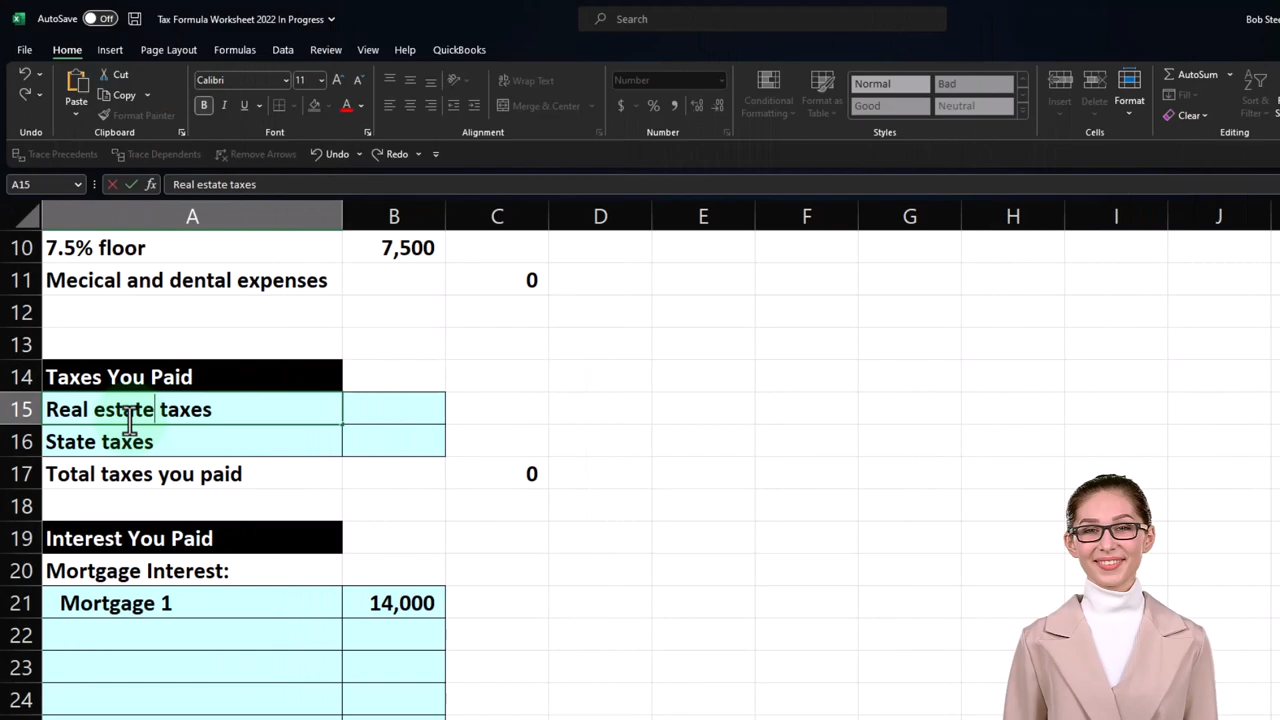 AutoSave Off Tax Formula Worksheet 2022 In Progress Search Bob Stee
File Home Insert Page Layout Formulas Data Review View Help QuickBooks
Cut Calibri 11 Wrap Text Number Normal Bad AutoSum
Paste Copy Conditional Formatting Format as Table Insert Delete Format Fill Sort & Filter
Format Painter B I U A Merge & Center $ % Good Neutral Clear
Undo Clipboard Font Alignment Number Styles Cells Editing
Trace Precedents Trace Dependents Remove Arrows Undo Redo
A15 fx Real estate taxes
A B C D E F G H I J
10 7.5% floor 7,500
11 Mecical and dental expenses 0
12
13
14 Taxes You Paid
15 Real estate taxes
16 State taxes
17 Total taxes you paid 0
18
19 Interest You Paid
20 Mortgage Interest:
21 Mortgage 1 14,000
22
23
24